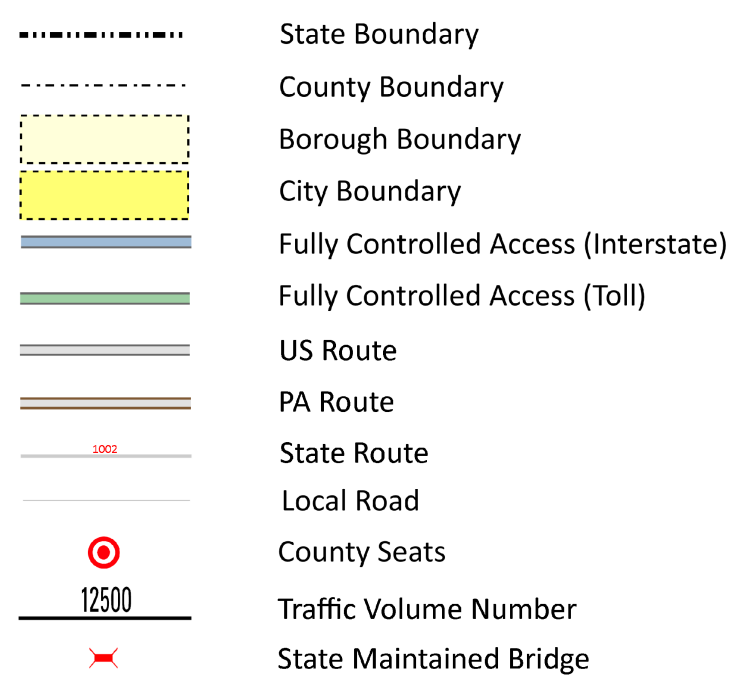 State Boundary
County Boundary
Borough Boundary
City Boundary
Fully Controlled Access (Interstate)
Fully Controlled Access (Toll)
US Route
PA Route
1002
State Route
Local Road
County Seats
12500
Traffic Volume Number
State Maintained Bridge